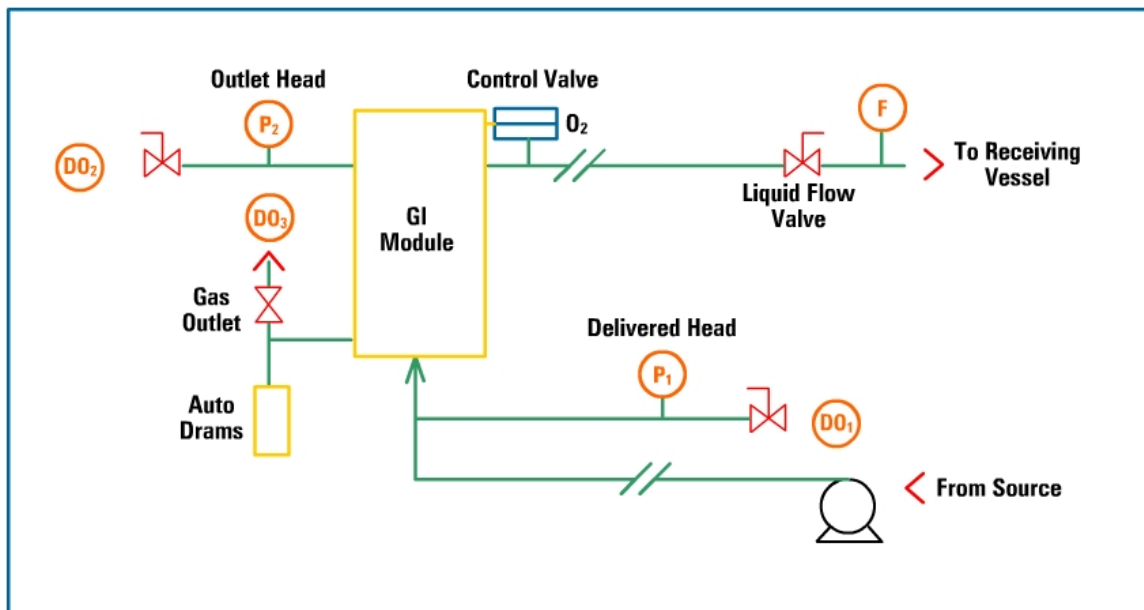 Outlet Head
Control Valve
P₂
O₂
F
DO₂
To Receiving
Vessel
Liquid Flow
Valve
DO₃
GI
Module
Gas
Outlet
Delivered Head
P₁
Auto
Drams
DO₁
From Source